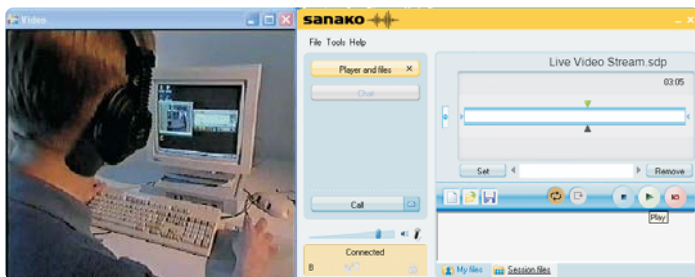 Video
sanako
File Tools Help
Player and files
Chat
Call
Connected
B
Live Video Stream.sdp
03:05
Set
Remove
Play
My files
Session files